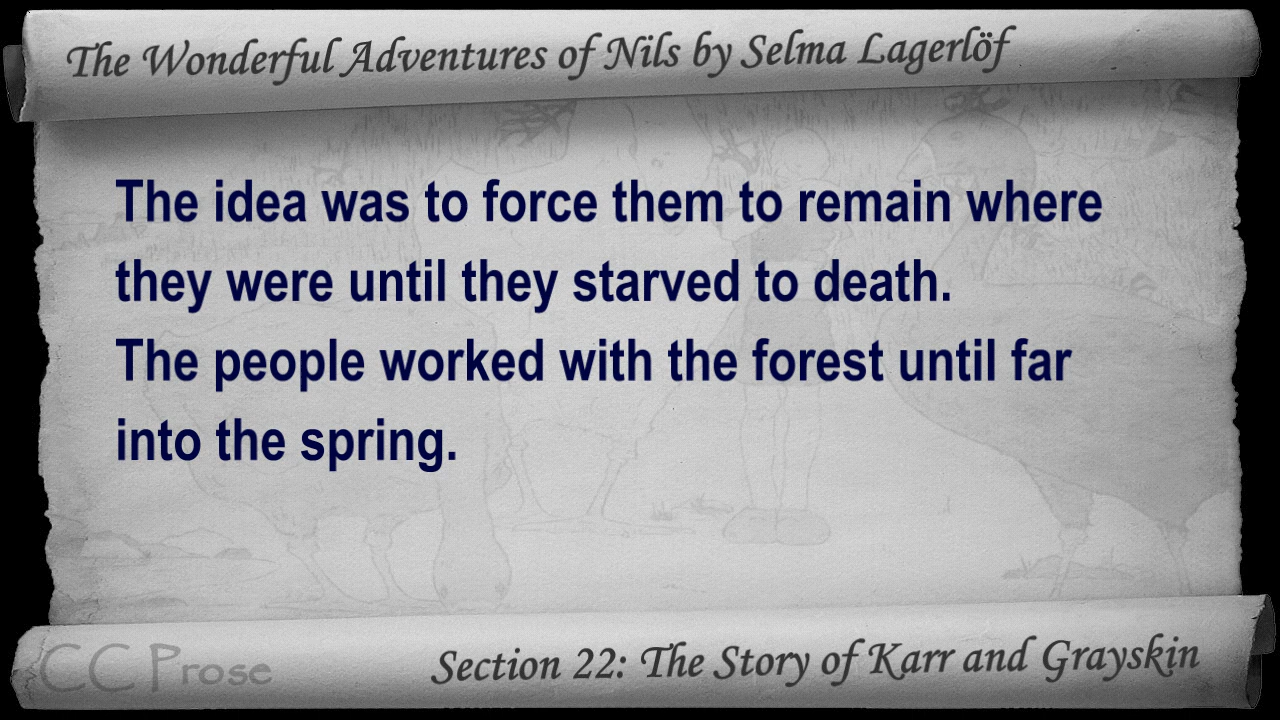 The Wonderful Adventures of Nils by Selma Lagerlöf
The idea was to force them to remain where
they were until they starved to death.
The people worked with the forest until far
into the spring.
CC Prose
Section 22: The Story of Karr and Grayskin